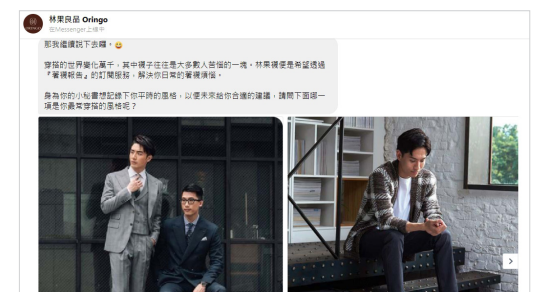 林果良品 Oringo
在Messenger上線中
那我繼續說下去囉，😄
穿搭的世界變化萬千，其中襪子往往是大多數人苦惱的一塊。林果襪便是希望透過
『著襪報告』的訂閱服務，解決你日常的著襪煩惱。
身為你的小秘書想記錄下你平時的風格，以便未來給你合適的建議，請問下面哪一
項是你最常穿搭的風格呢？